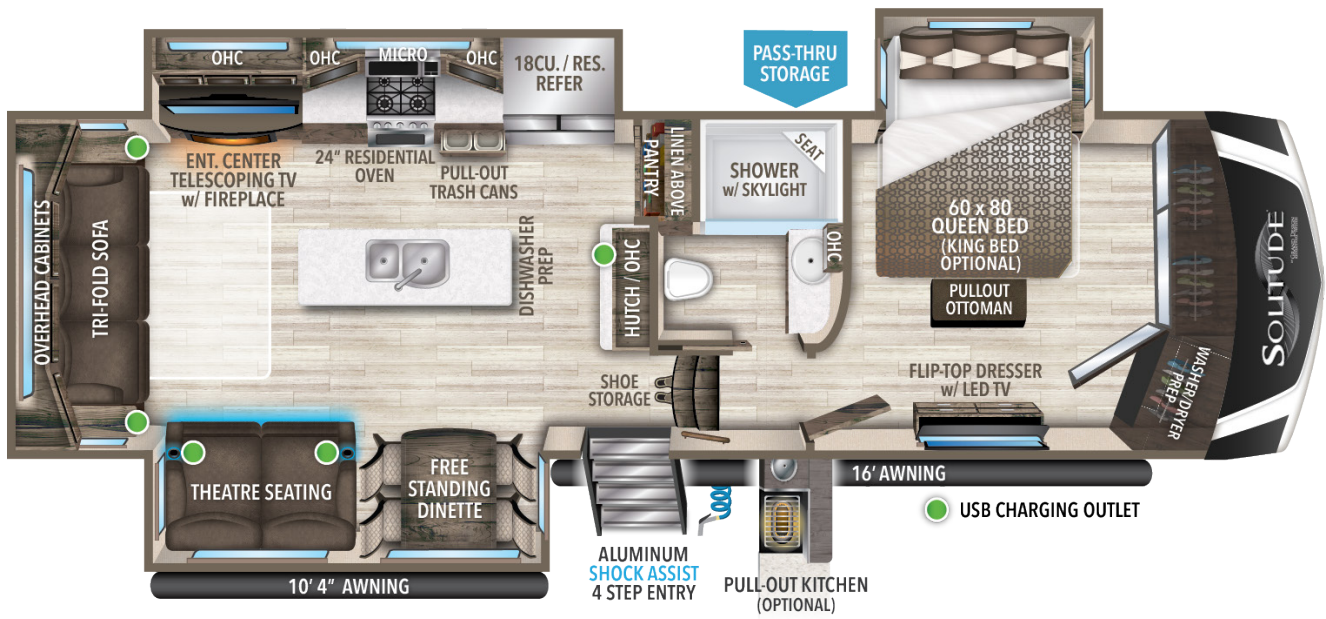 OHC
OHC
MICRO
OHC
18CU. / RES.
REFER
PASS-THRU
STORAGE
ENT. CENTER
TELESCOPING TV
w/ FIREPLACE
24" RESIDENTIAL
OVEN
PULL-OUT
TRASH CANS
PANTRY
LINEN ABOVE
SHOWER
w/ SKYLIGHT
SEAT
60 x 80
QUEEN BED
(KING BED
OPTIONAL)
PULLOUT
OTTOMAN
OVERHEAD CABINETS
TRI-FOLD SOFA
DISHWASHER
PREP
HUTCH / OHC
OHC
SOLITUDE
SHOE
STORAGE
FLIP-TOP DRESSER
w/ LED TV
WASHER/DRYER
PREP
THEATRE SEATING
FREE
STANDING
DINETTE
16' AWNING
USB CHARGING OUTLET
ALUMINUM
SHOCK ASSIST
4 STEP ENTRY
PULL-OUT KITCHEN
(OPTIONAL)
10' 4" AWNING